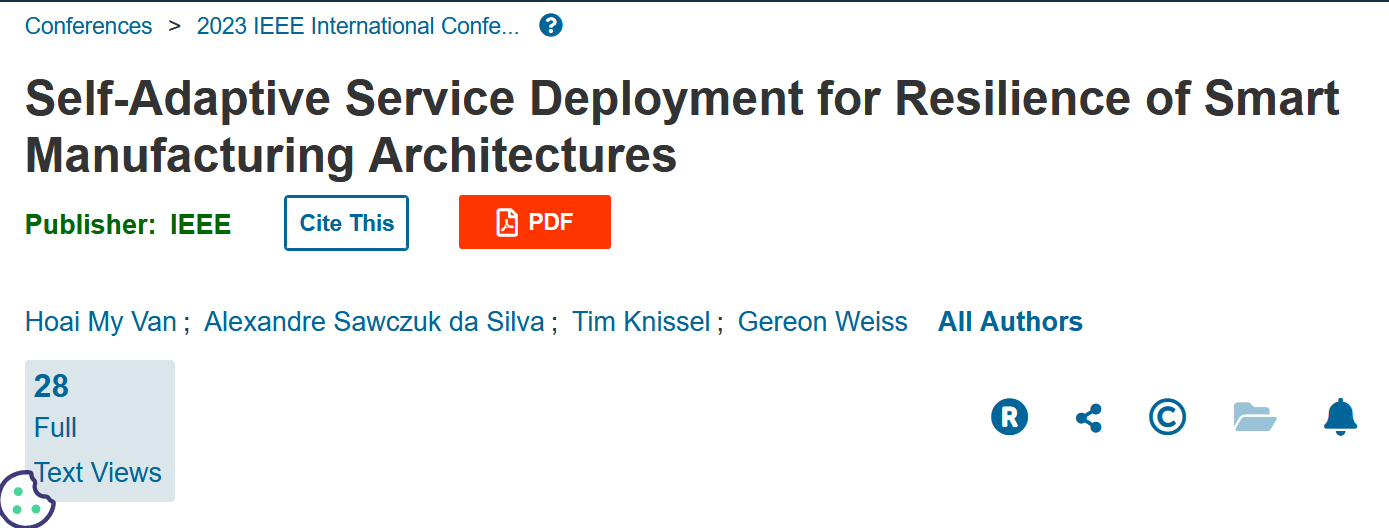 Conferences > 2023 IEEE International Confe... ?
Self-Adaptive Service Deployment for Resilience of Smart
Manufacturing Architectures
Publisher: IEEE Cite This PDF
Hoai My Van ; Alexandre Sawczuk da Silva ; Tim Knissel ; Gereon Weiss All Authors
28
Full
Text Views
R ©